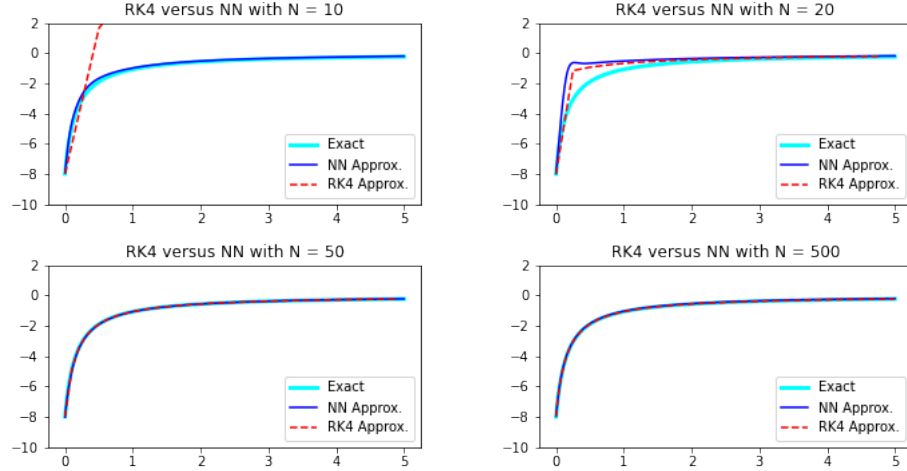 RK4 versus NN with N = 10
2
0
−2
−4
−6
−8
−10
Exact
NN Approx.
RK4 Approx.
0 1 2 3 4 5
RK4 versus NN with N = 20
2
0
−2
−4
−6
−8
−10
Exact
NN Approx.
RK4 Approx.
0 1 2 3 4 5
RK4 versus NN with N = 50
2
0
−2
−4
−6
−8
−10
Exact
NN Approx.
RK4 Approx.
0 1 2 3 4 5
RK4 versus NN with N = 500
2
0
−2
−4
−6
−8
−10
Exact
NN Approx.
RK4 Approx.
0 1 2 3 4 5